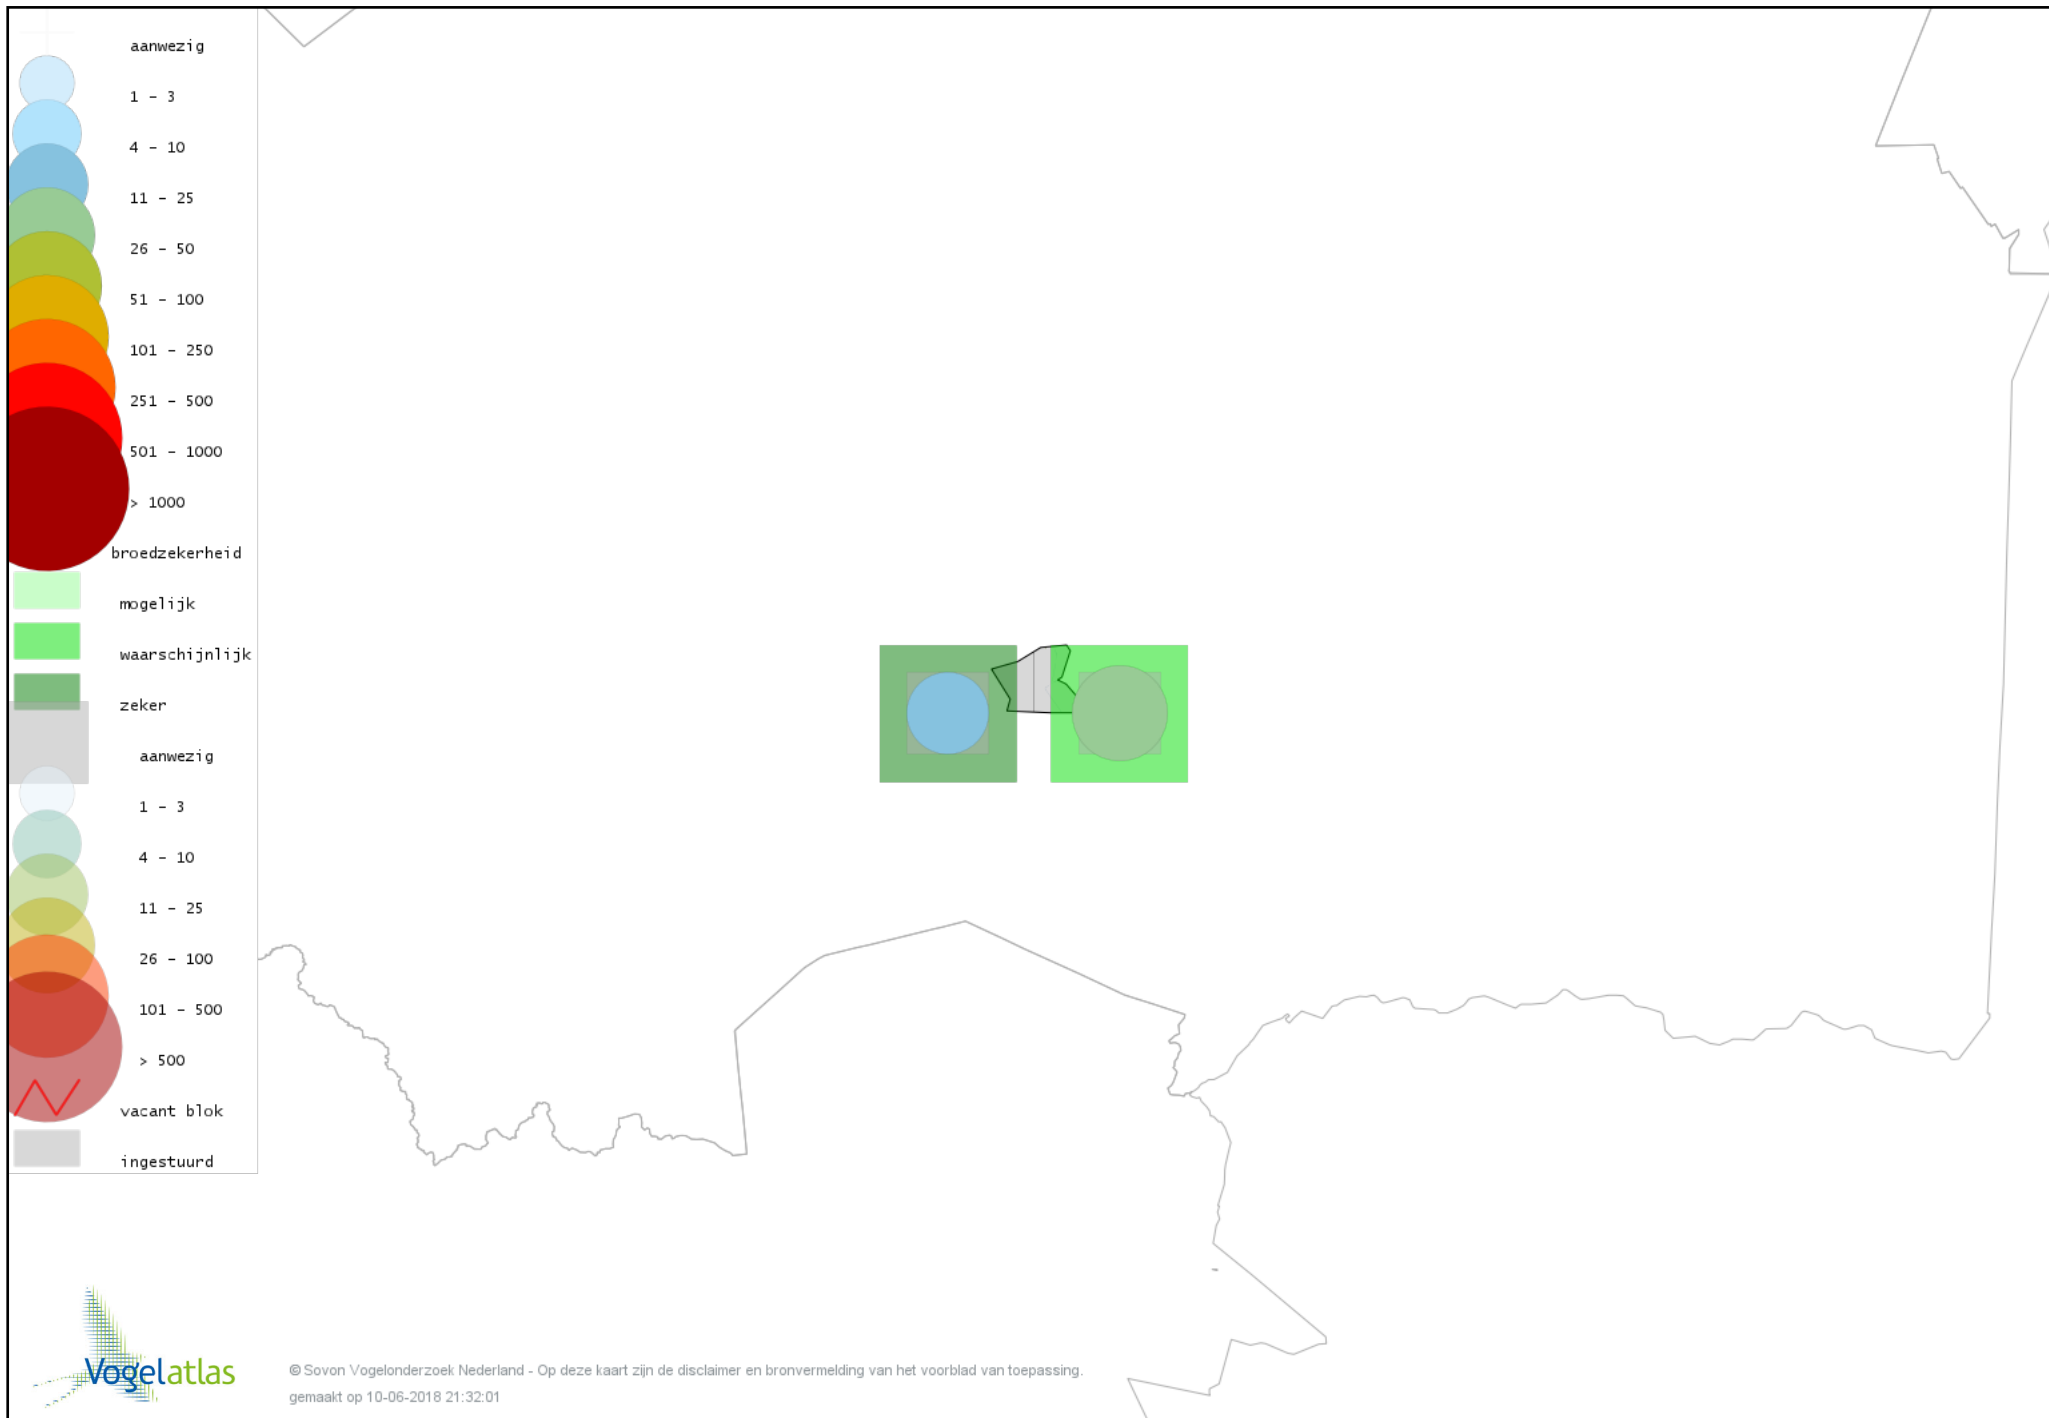 aanwezig
1 - 3
4 - 10
11 - 25
26 - 50
51 - 100
101 - 250
251 - 500
501 - 1000
> 1000
broedzekerheid
mogelijk
waarschijnlijk
zeker
aanwezig
1 - 3
4 - 10
11 - 25
26 - 100
101 - 500
> 500
vacant blok
ingestuurd
Vogelatlas
© Sovon Vogelonderzoek Nederland - Op deze kaart zijn de disclaimer en bronvermelding van het voorblad van toepassing.
gemaakt op 10-06-2018 21:32:01